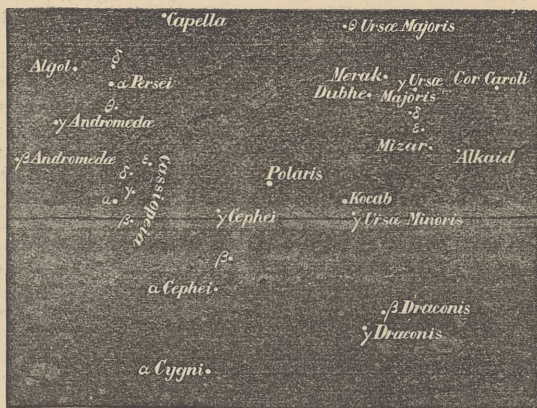 Capella
θ Ursæ Majoris
Algol
δ
α Persei
Merak
γ Ursæ Majoris
Cor Caroli
Dubhe
θ
γ Andromedæ
δ
ε
Mizar
Alkaid
β Andromedæ
ε
δ
γ
α
β
Cassiopeia
Polaris
Kocab
γ Cephei
γ Ursæ Minoris
β
α Cephei
β Draconis
γ Draconis
α Cygni